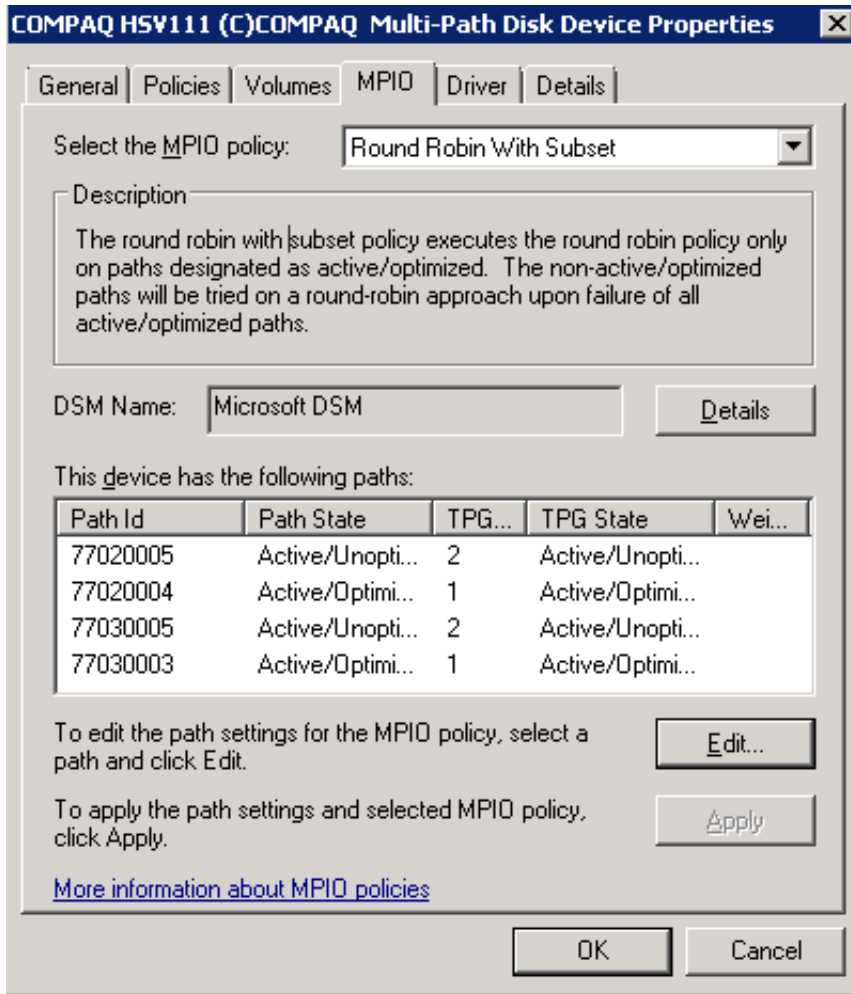 COMPAQ HSV111 (C)COMPAQ Multi-Path Disk Device Properties
General Policies Volumes MPIO Driver Details
Select the MPIO policy: Round Robin With Subset
Description
The round robin with subset policy executes the round robin policy only
on paths designated as active/optimized. The non-active/optimized
paths will be tried on a round-robin approach upon failure of all
active/optimized paths.
DSM Name: Microsoft DSM Details
This device has the following paths:
Path Id Path State TPG... TPG State Wei...
77020005 Active/Unopti... 2 Active/Unopti...
77020004 Active/Optimi... 1 Active/Optimi...
77030005 Active/Unopti... 2 Active/Unopti...
77030003 Active/Optimi... 1 Active/Optimi...
To edit the path settings for the MPIO policy, select a
path and click Edit.
Edit...
To apply the path settings and selected MPIO policy,
click Apply.
Apply
More information about MPIO policies
OK Cancel